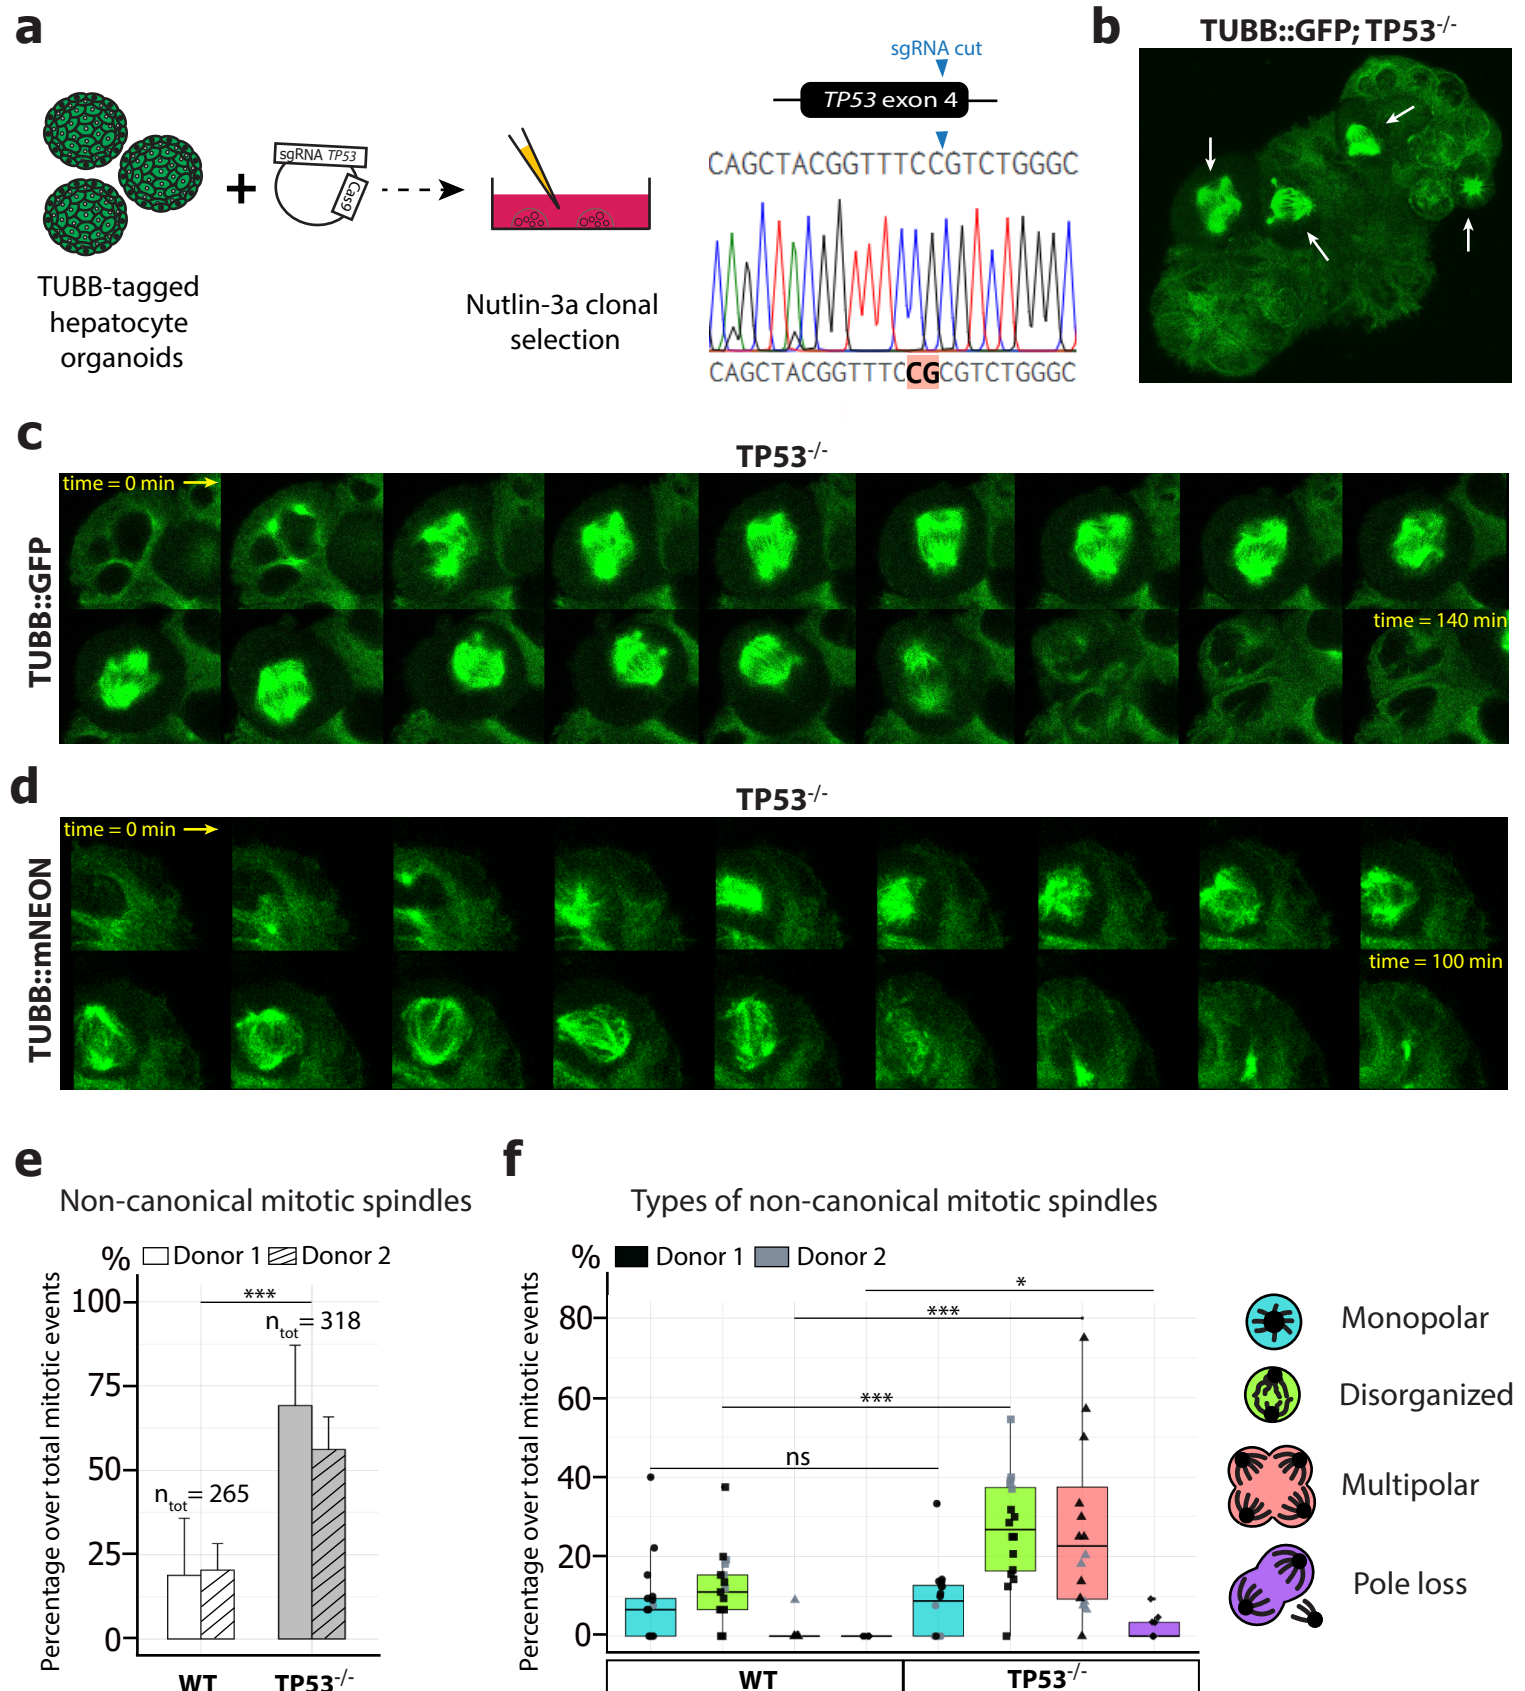 a
TUBB-tagged
hepatocyte
organoids
+
sgRNA TP53
Cas9
Nutlin-3a clonal
selection
sgRNA cut
TP53 exon 4
CAGCTACGGTTTCCGTCTGGGC
CAGCTACGGTTTCCGCGTCTGGGC
b
TUBB::GFP; TP53-/-
c
TP53-/-
TUBB::GFP
time = 0 min
time = 140 min
d
TP53-/-
TUBB::mNEON
time = 0 min
time = 100 min
e
Non-canonical mitotic spindles
% Donor 1 Donor 2
Percentage over total mitotic events
100
75
50
25
0
***
ntot= 318
ntot= 265
WT TP53-/-
f
Types of non-canonical mitotic spindles
% Donor 1 Donor 2
Percentage over total mitotic events
80
60
40
20
0
*
***
***
ns
WT TP53-/-
Monopolar
Disorganized
Multipolar
Pole loss